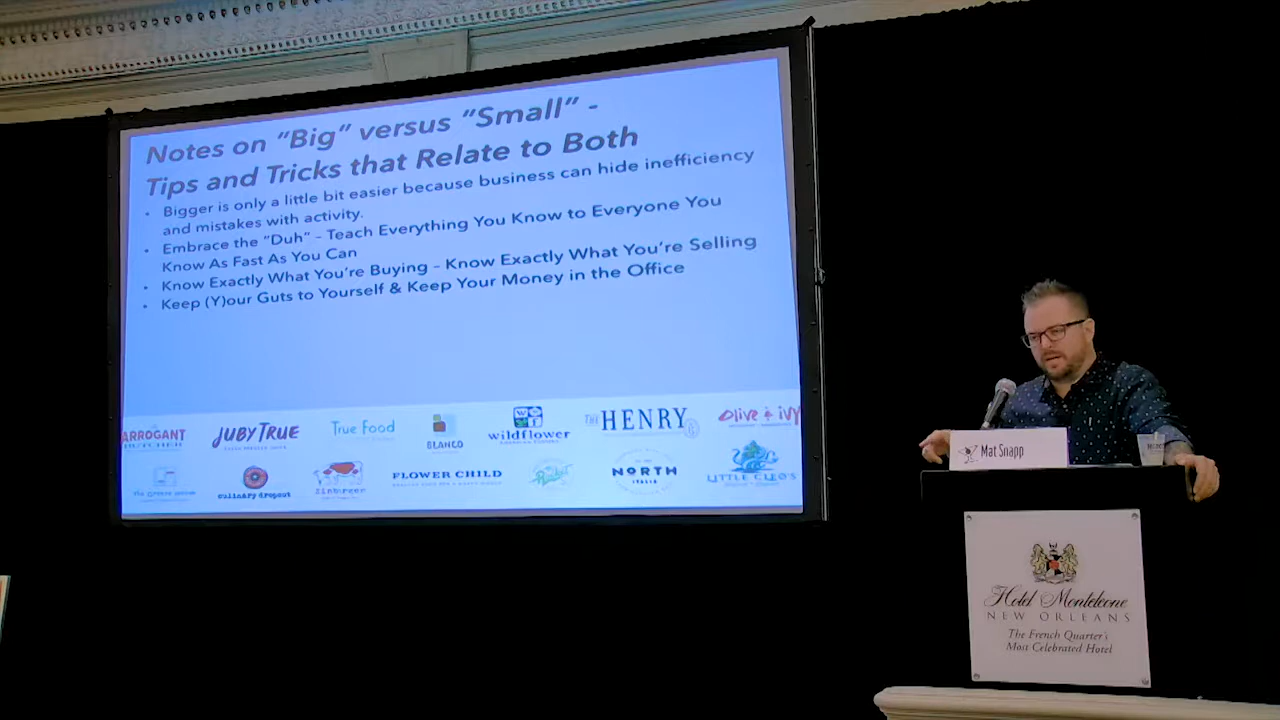 Notes on "Big" versus "Small" -
Tips and Tricks that Relate to Both
• Bigger is only a little bit easier because business can hide inefficiency
and mistakes with activity.
• Embrace the "Duh" – Teach Everything You Know to Everyone You
Know As Fast As You Can
• Know Exactly What You're Buying – Know Exactly What You're Selling
• Keep (Y)our Guts to Yourself & Keep Your Money in the Office
ARROGANT
BUTCHER
JUBY TRUE
True Food
BLANCO
wildflower
THE HENRY
Olive & ivy
culinary dropout
Zinburger
FLOWER CHILD
Rocket
NORTH
ITALIA
LITTLE CLEO'S
Mat Snapp
Hotel Monteleone
NEW ORLEANS
The French Quarter's
Most Celebrated Hotel